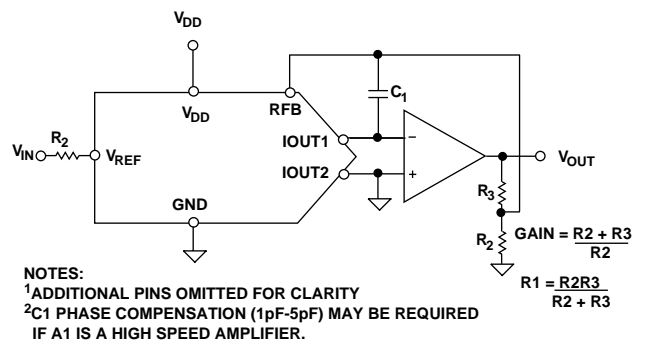 VDD
VDD
RFB
C1
VIN
R2
VREF
IOUT1
IOUT2
−
+
VOUT
GND
R3
R2
GAIN = R2 + R3
R2
R1 = R2R3
R2 + R3
NOTES:
1ADDITIONAL PINS OMITTED FOR CLARITY
2C1 PHASE COMPENSATION (1pF-5pF) MAY BE REQUIRED
IF A1 IS A HIGH SPEED AMPLIFIER.